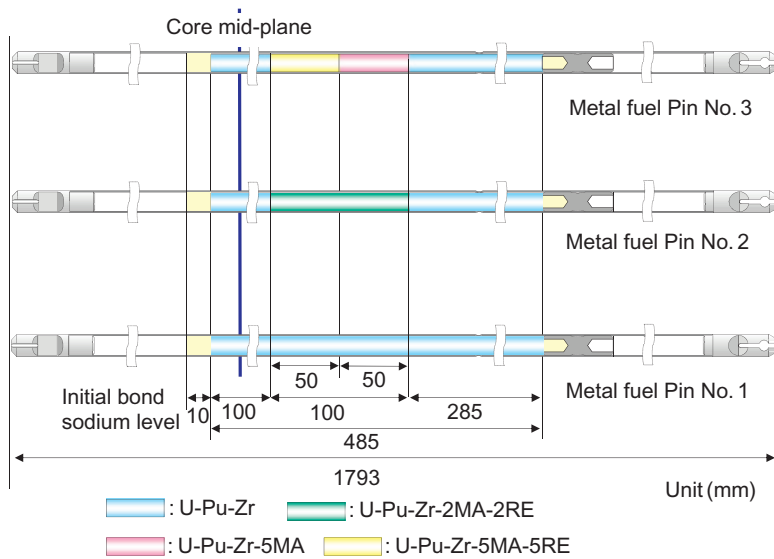 Core mid-plane
Metal fuel Pin No. 3
Metal fuel Pin No. 2
Metal fuel Pin No. 1
Initial bond
sodium level
50 50
10 100 100 285
485
1793
Unit (mm)
: U-Pu-Zr : U-Pu-Zr-2MA-2RE
: U-Pu-Zr-5MA : U-Pu-Zr-5MA-5RE